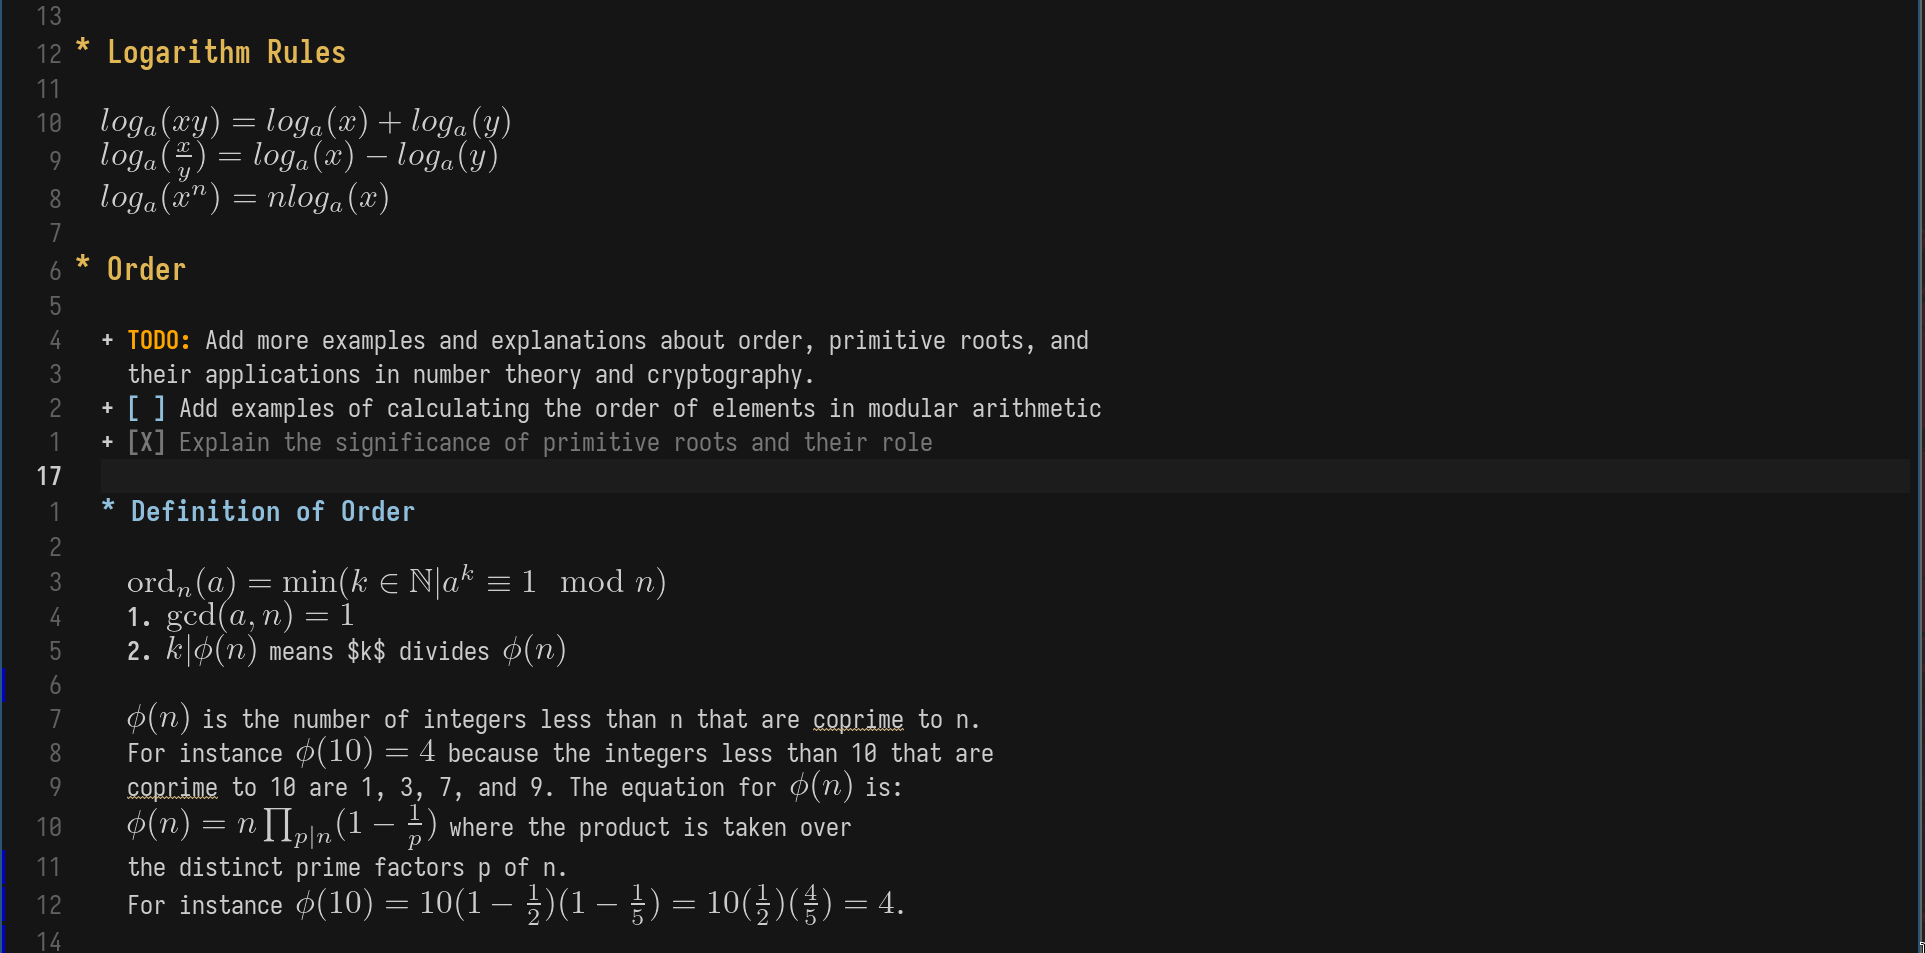 13
12 * Logarithm Rules
11
10 log_a(xy) = log_a(x) + log_a(y)
9 log_a(x/y) = log_a(x) − log_a(y)
8 log_a(x^n) = nlog_a(x)
7
6 * Order
5
4 + TODO: Add more examples and explanations about order, primitive roots, and
3 their applications in number theory and cryptography.
2 + [ ] Add examples of calculating the order of elements in modular arithmetic
1 + [X] Explain the significance of primitive roots and their role
17
1 * Definition of Order
2
3 ord_n(a) = min(k ∈ ℕ|a^k ≡ 1 mod n)
4 1. gcd(a, n) = 1
5 2. k|ϕ(n) means $k$ divides ϕ(n)
6
7 ϕ(n) is the number of integers less than n that are coprime to n.
8 For instance ϕ(10) = 4 because the integers less than 10 that are
9 coprime to 10 are 1, 3, 7, and 9. The equation for ϕ(n) is:
10 ϕ(n) = n∏_{p|n}(1 − 1/p) where the product is taken over
11 the distinct prime factors p of n.
12 For instance ϕ(10) = 10(1 − 1/2)(1 − 1/5) = 10(1/2)(4/5) = 4.
14